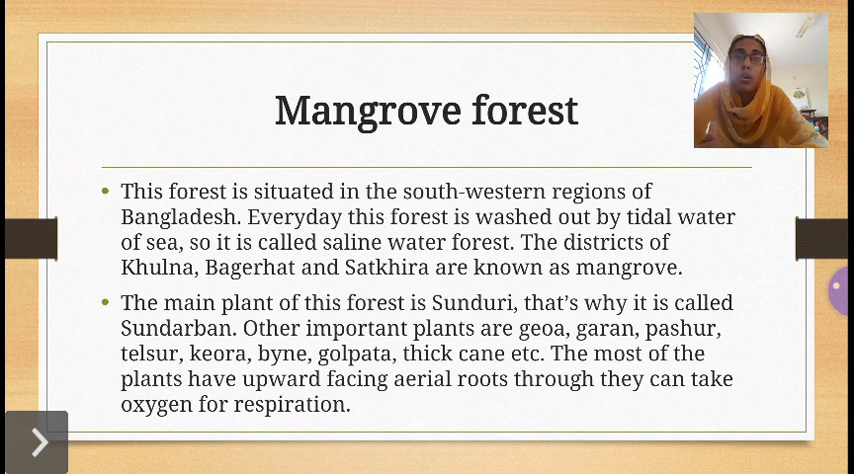 Mangrove forest
• This forest is situated in the south-western regions of
Bangladesh. Everyday this forest is washed out by tidal water
of sea, so it is called saline water forest. The districts of
Khulna, Bagerhat and Satkhira are known as mangrove.
• The main plant of this forest is Sunduri, that’s why it is called
Sundarban. Other important plants are geoa, garan, pashur,
telsur, keora, byne, golpata, thick cane etc. The most of the
plants have upward facing aerial roots through they can take
oxygen for respiration.